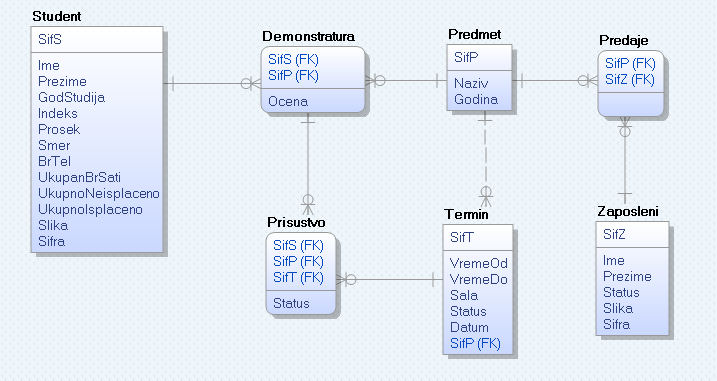 Student
SifS
Ime
Prezime
GodStudija
Indeks
Prosek
Smer
BrTel
UkupanBrSati
UkupnoNeisplaceno
UkupnoIsplaceno
Slika
Sifra
Demonstratura
SifS (FK)
SifP (FK)
Ocena
Predmet
SifP
Naziv
Godina
Predaje
SifP (FK)
SifZ (FK)
Prisustvo
SifS (FK)
SifP (FK)
SifT (FK)
Status
Termin
SifT
VremeOd
VremeDo
Sala
Status
Datum
SifP (FK)
Zaposleni
SifZ
Ime
Prezime
Status
Slika
Sifra